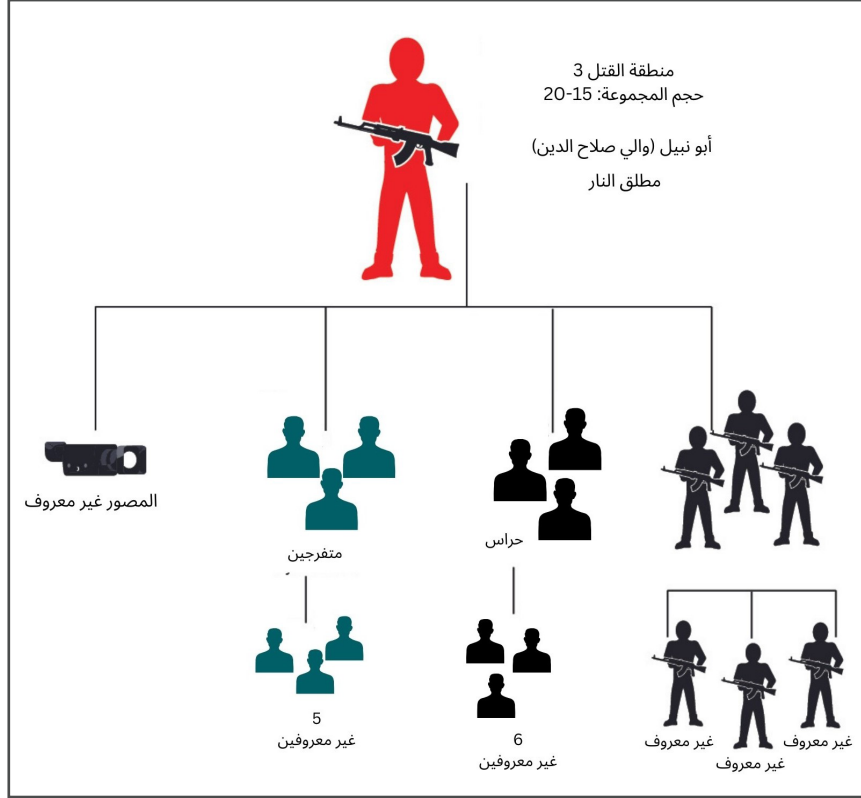 منطقة القتل 3
حجم المجموعة: 15-20
أبو نبيل (والي صلاح الدين)
مطلق النار
المصور غير معروف
متفرجين
حراس
5
غير معروفين
6
غير معروفين
غير معروف
غير معروف
غير معروف